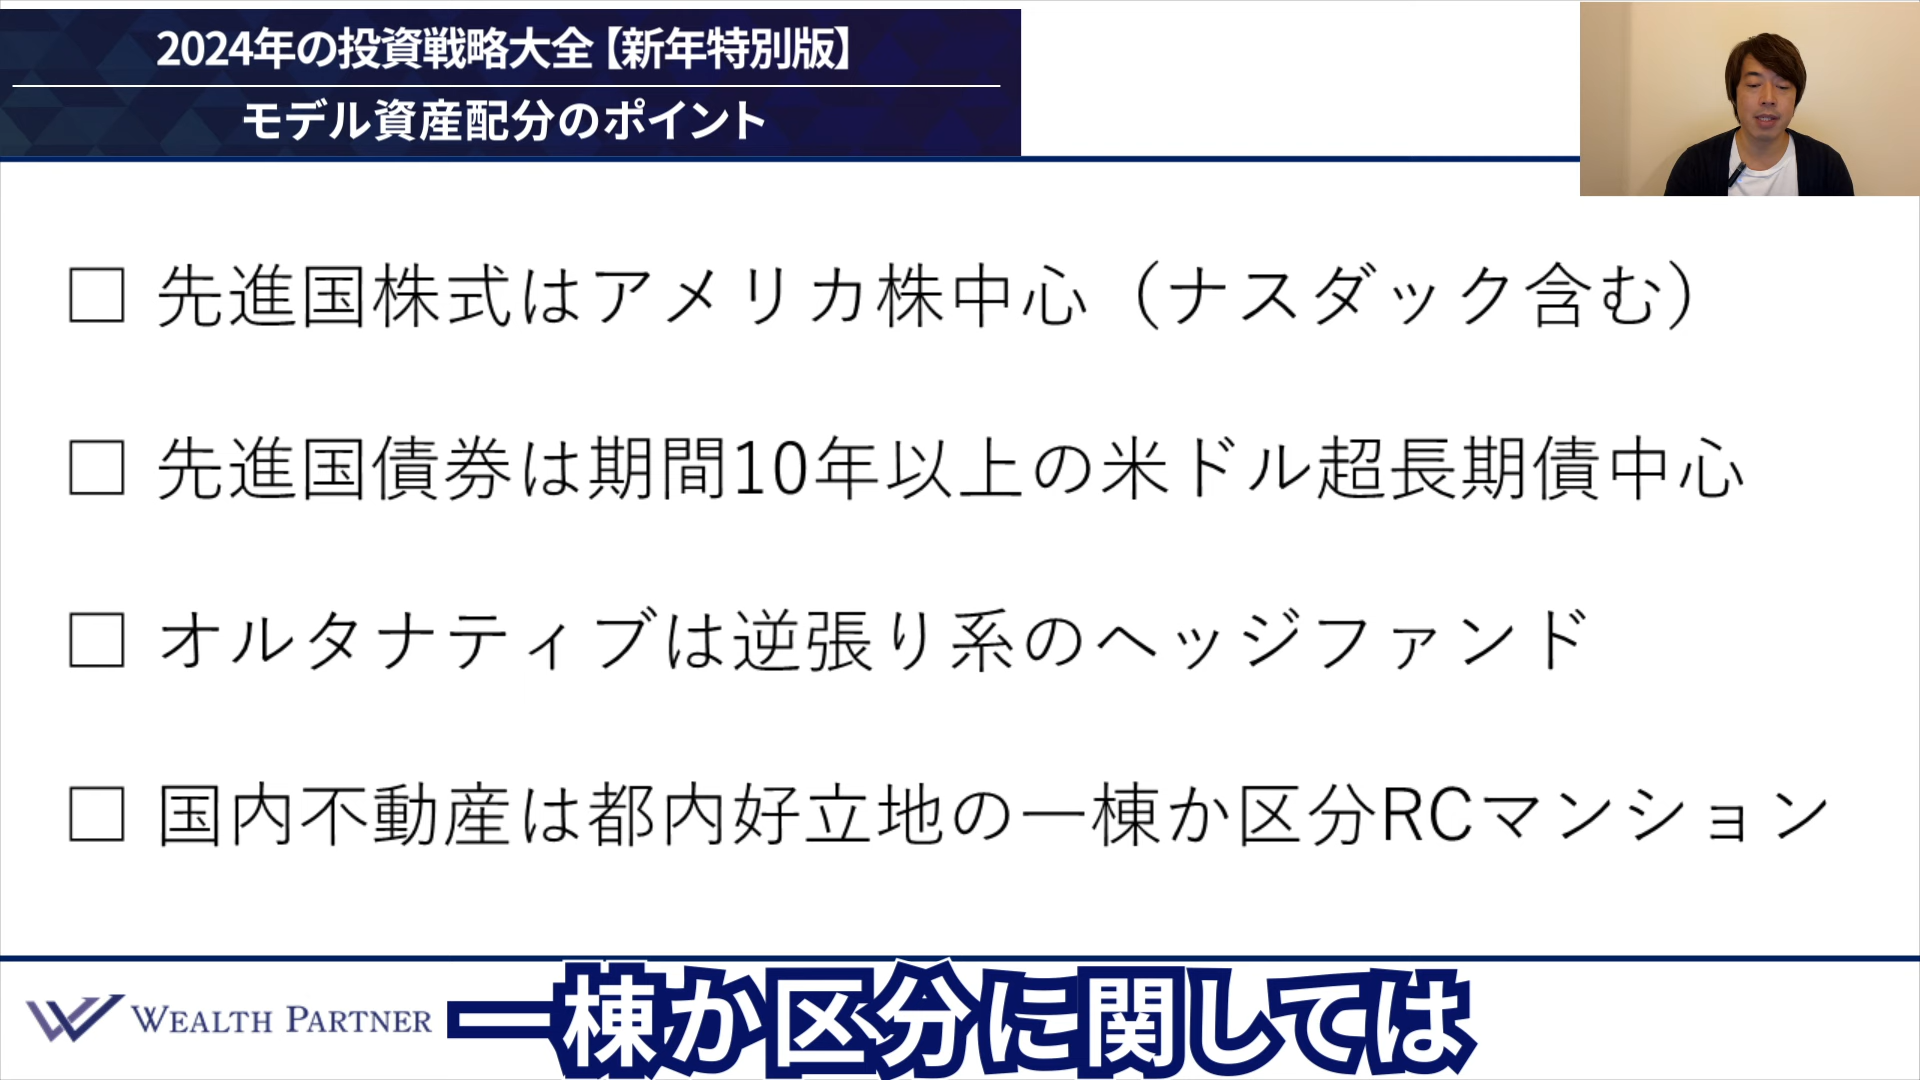 2024年の投資戦略大全【新年特別版】
モデル資産配分のポイント
□ 先進国株式はアメリカ株中心（ナスダック含む）
□ 先進国債券は期間10年以上の米ドル超長期債中心
□ オルタナティブは逆張り系のヘッジファンド
□ 国内不動産は都内好立地の一棟か区分RCマンション
WEALTH PARTNER
一棟か区分に関しては